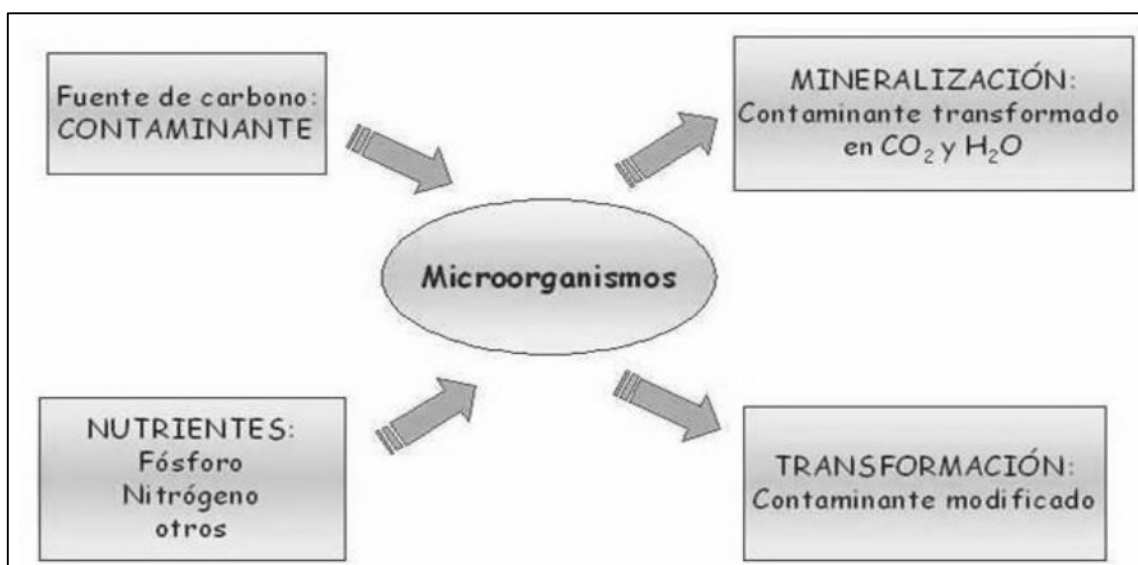 Fuente de carbono:
CONTAMINANTE
MINERALIZACIÓN:
Contaminante transformado
en CO₂ y H₂O
Microorganismos
NUTRIENTES:
Fósforo
Nitrógeno
otros
TRANSFORMACIÓN:
Contaminante modificado